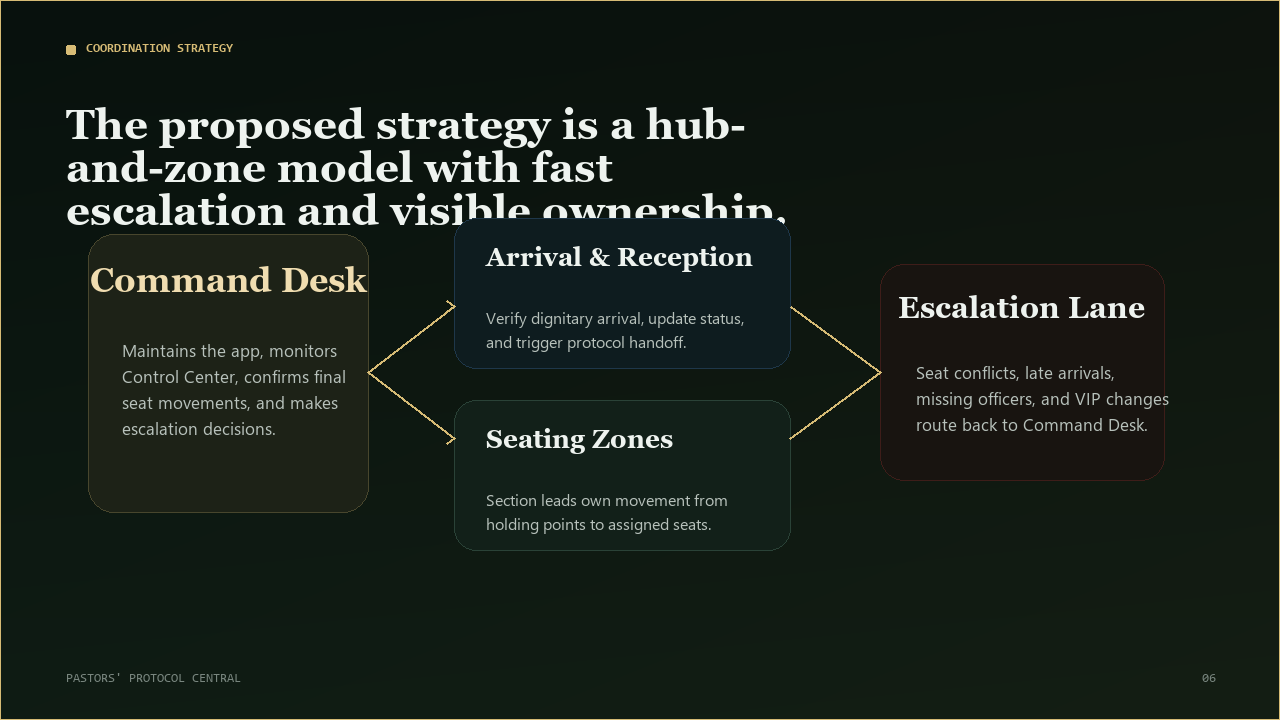 COORDINATION STRATEGY
The proposed strategy is a hub-
and-zone model with fast
escalation and visible ownership.
Command Desk
Maintains the app, monitors
Control Center, confirms final
seat movements, and makes
escalation decisions.
Arrival & Reception
Verify dignitary arrival, update status,
and trigger protocol handoff.
Seating Zones
Section leads own movement from
holding points to assigned seats.
Escalation Lane
Seat conflicts, late arrivals,
missing officers, and VIP changes
route back to Command Desk.
PASTORS' PROTOCOL CENTRAL
06